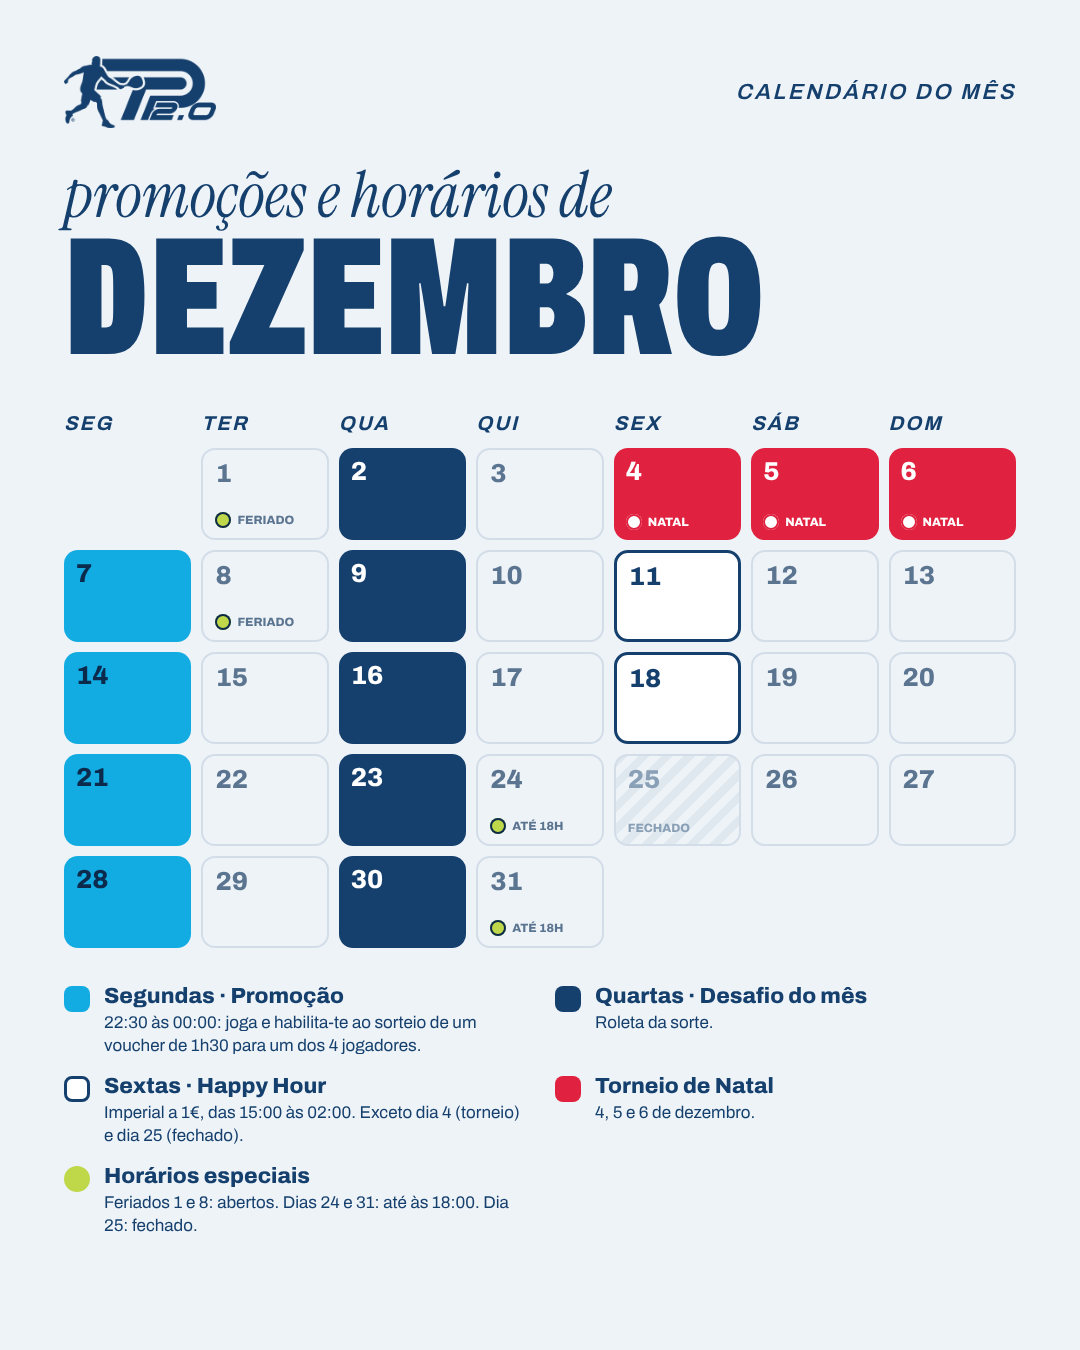 TP2.0
CALENDÁRIO DO MÊS
promoções e horários de
DEZEMBRO
SEG TER QUA QUI SEX SÁB DOM
1 2 3 4 5 6
FERIADO NATAL NATAL NATAL
7 8 9 10 11 12 13
FERIADO
14 15 16 17 18 19 20
21 22 23 24 25 26 27
ATÉ 18H FECHADO
28 29 30 31
ATÉ 18H
Segundas · Promoção
22:30 às 00:00: joga e habilita-te ao sorteio de um
voucher de 1h30 para um dos 4 jogadores.
Quartas · Desafio do mês
Roleta da sorte.
Sextas · Happy Hour
Imperial a 1€, das 15:00 às 02:00. Exceto dia 4 (torneio)
e dia 25 (fechado).
Torneio de Natal
4, 5 e 6 de dezembro.
Horários especiais
Feriados 1 e 8: abertos. Dias 24 e 31: até às 18:00. Dia
25: fechado.